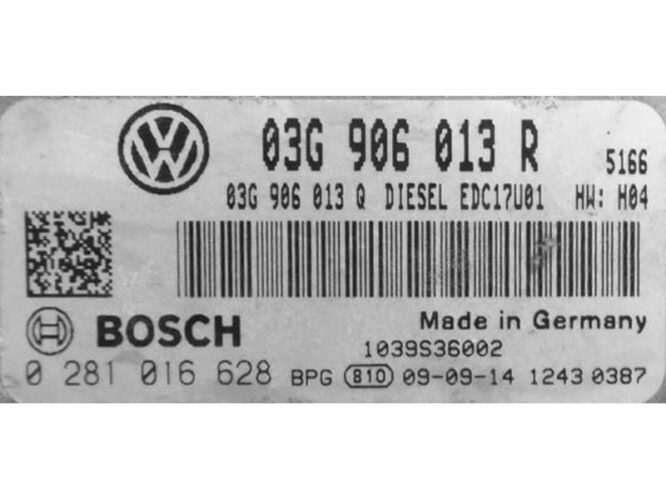 03G 906 013 R 5166
03G 906 013 Q DIESEL EDC17U01 HW: H04
BOSCH Made in Germany
1039S36002
0 281 016 628 BPG 810 09-09-14 1243 0387